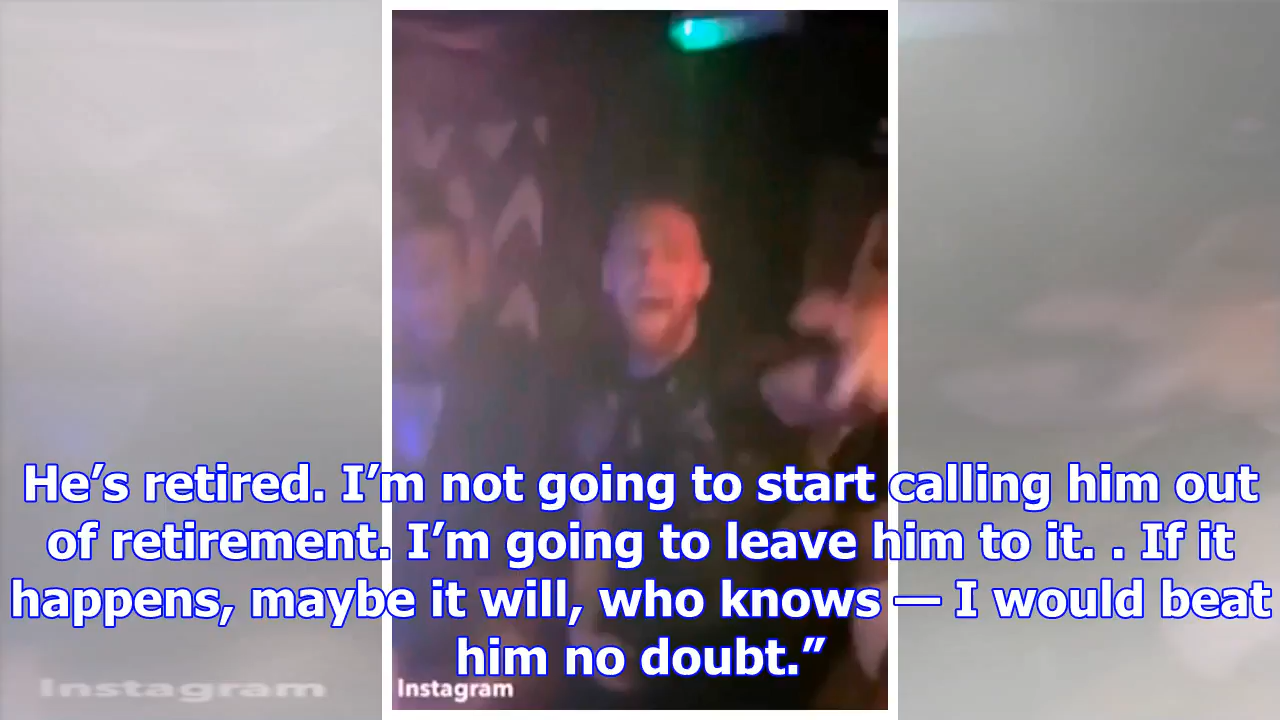 He’s retired. I’m not going to start calling him out
of retirement. I’m going to leave him to it. . If it
happens, maybe it will, who knows — I would beat
him no doubt.”
Instagram
Instagram